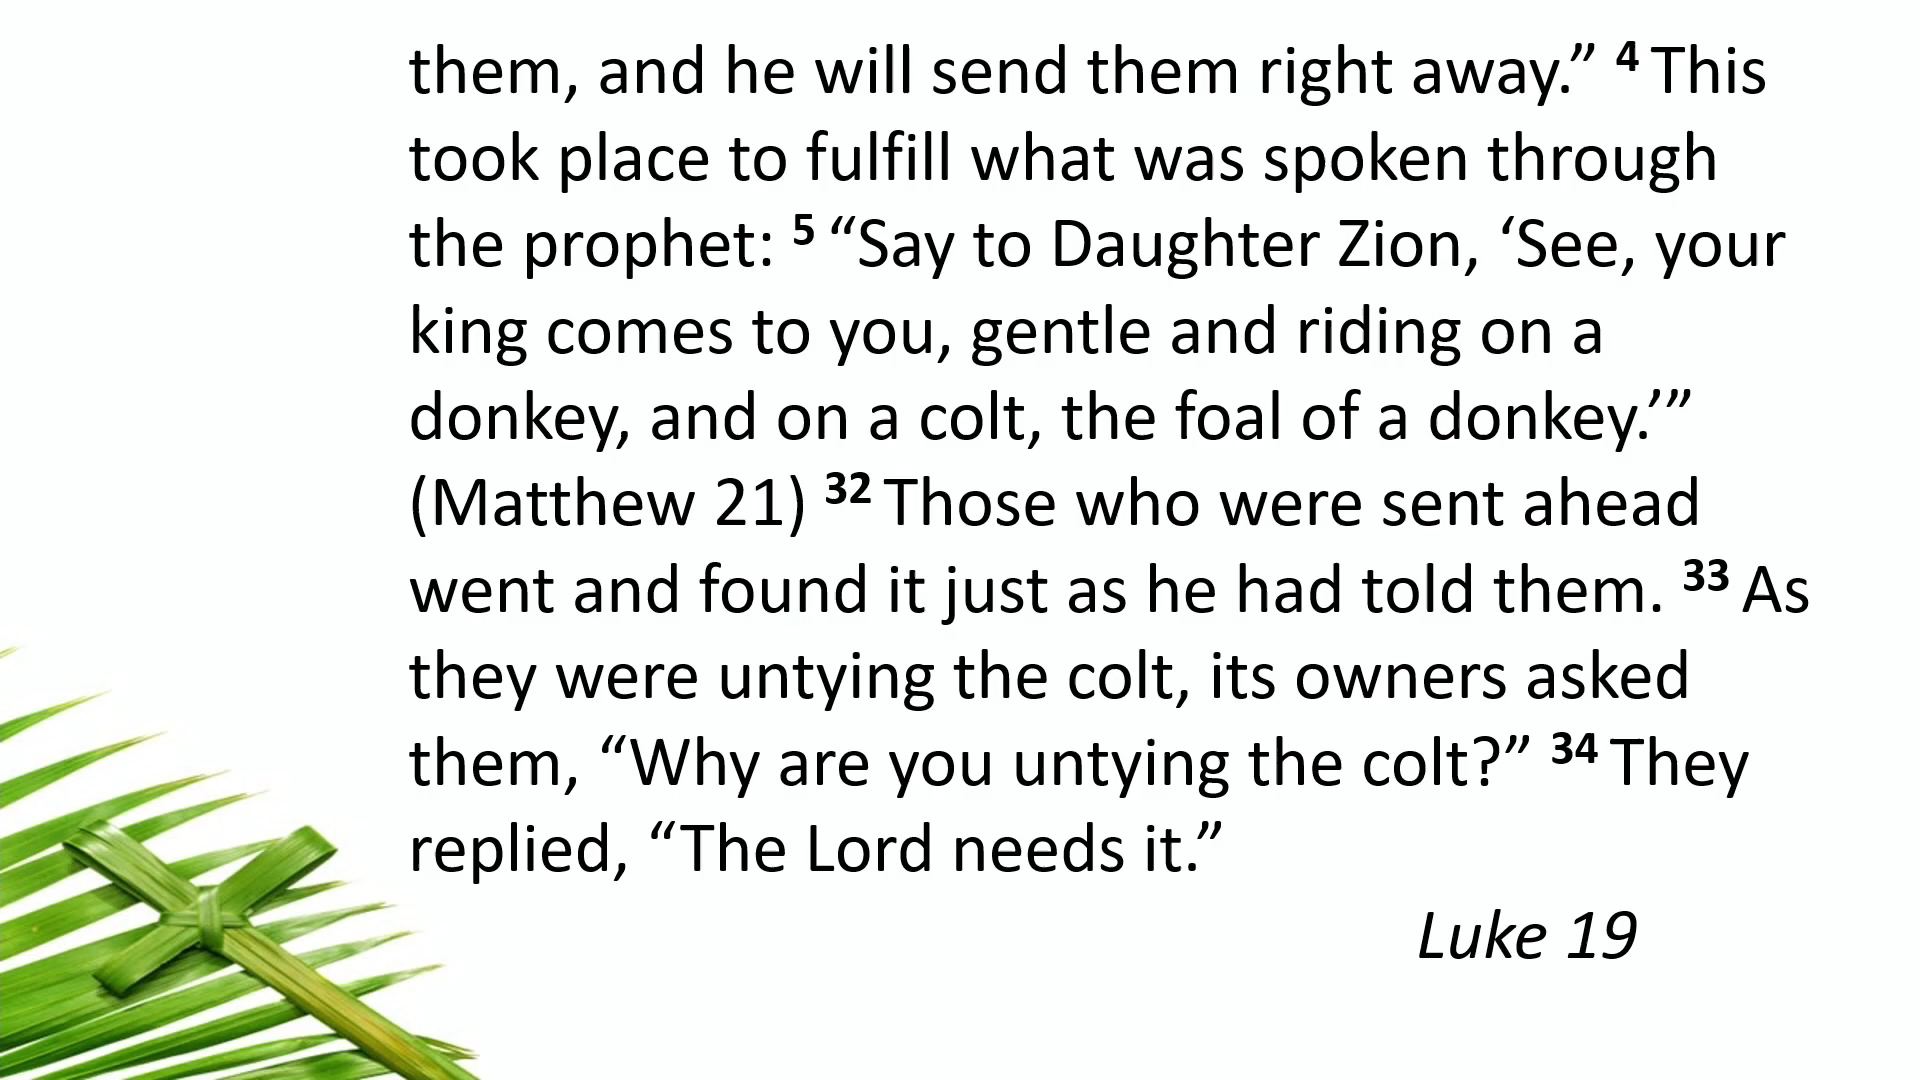 them, and he will send them right away.” 4 This
took place to fulfill what was spoken through
the prophet: 5 “Say to Daughter Zion, ‘See, your
king comes to you, gentle and riding on a
donkey, and on a colt, the foal of a donkey.’”
(Matthew 21) 32 Those who were sent ahead
went and found it just as he had told them. 33 As
they were untying the colt, its owners asked
them, “Why are you untying the colt?” 34 They
replied, “The Lord needs it.”
Luke 19